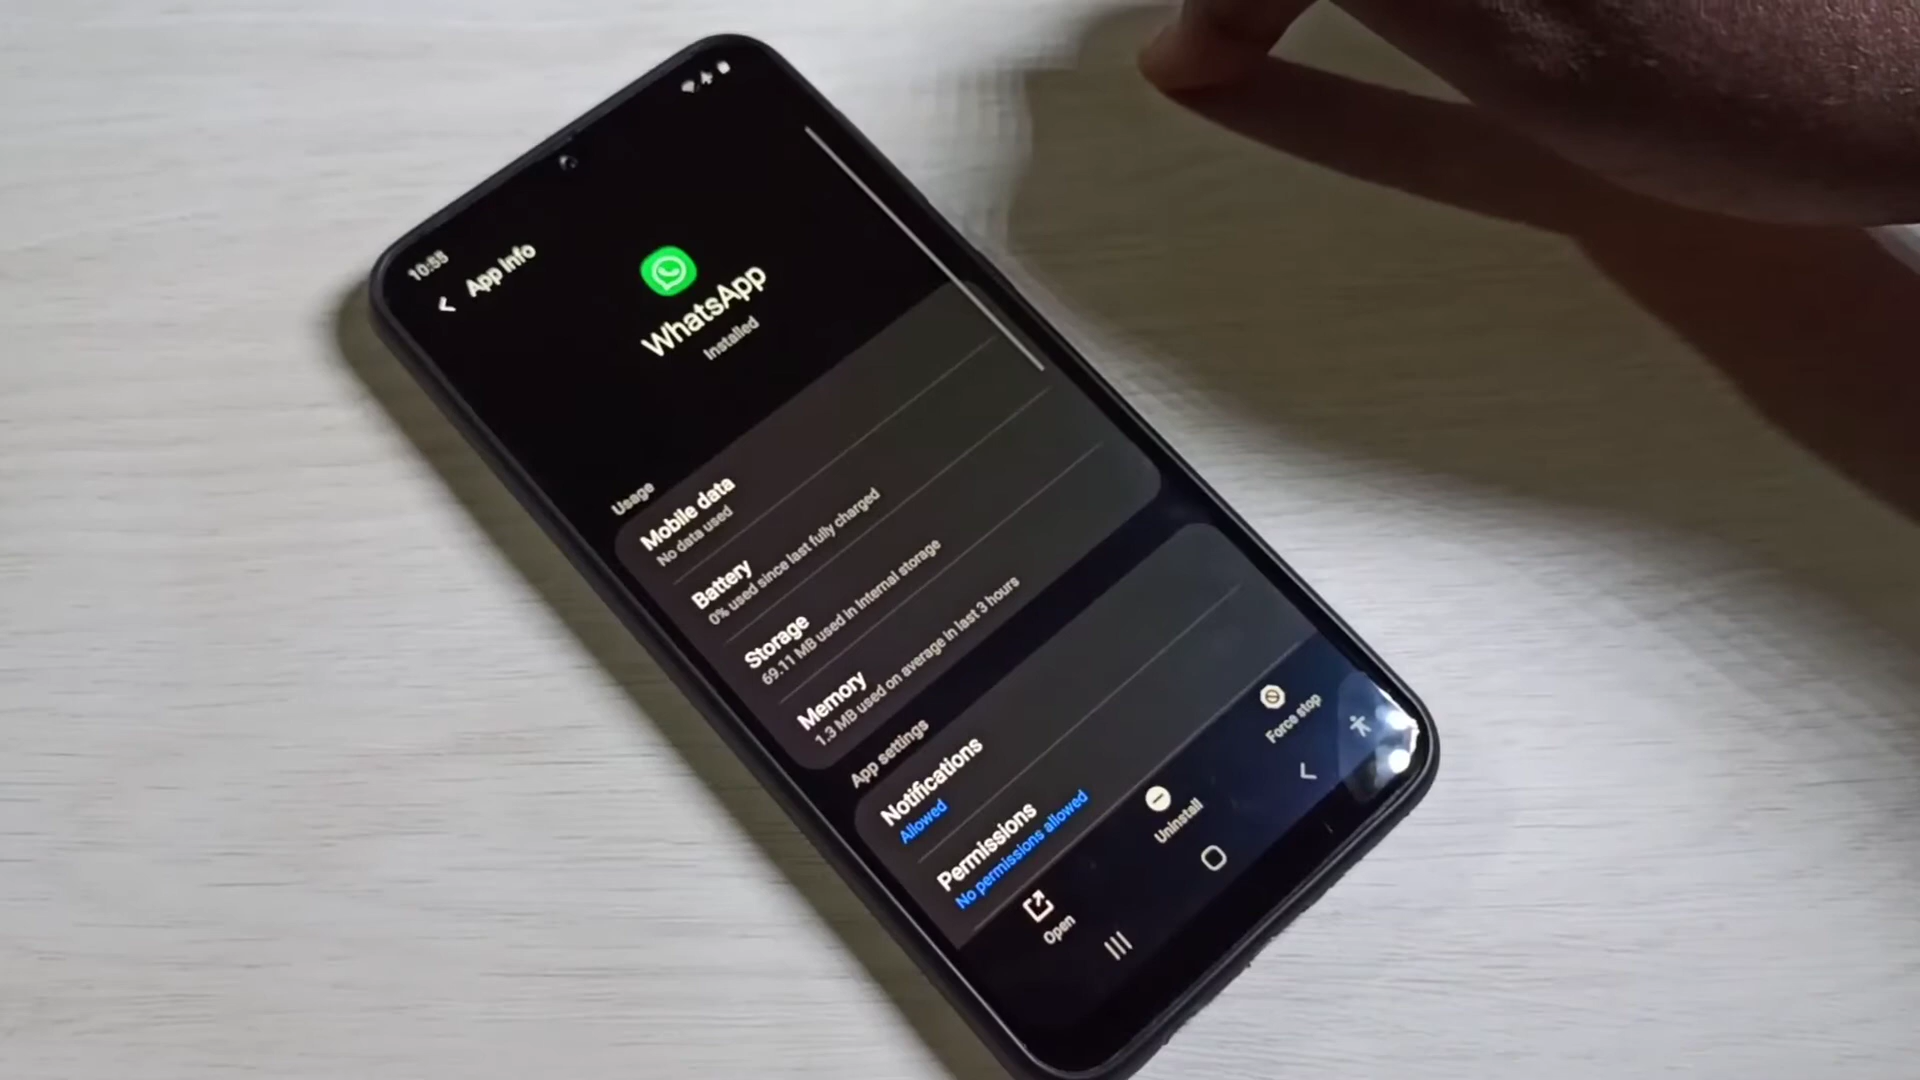 10:55
App info
WhatsApp
Installed
Usage
Mobile data
No data used
Battery
0% used since last fully charged
Storage
69.11 MB used in Internal storage
Memory
1.3 MB used on average in last 3 hours
App settings
Notifications
Allowed
Permissions
No permissions allowed
Open
Uninstall
Force stop